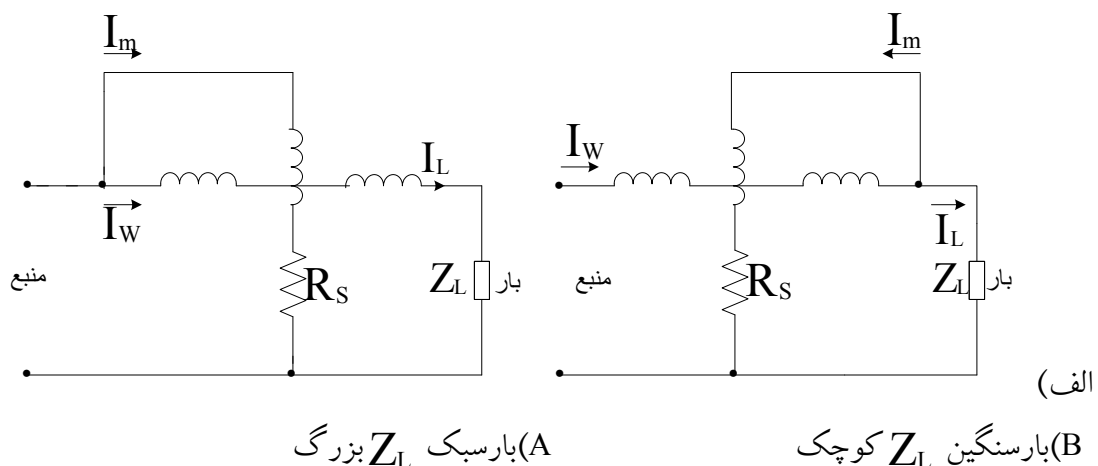 I_m
I_m
I_W
I_L
I_W
I_L
منبع
R_S
Z_L
بار
منبع
R_S
Z_L
بار
الف)
A)بارسبک Z_L بزرگ
B)بارسنگین Z_L کوچک